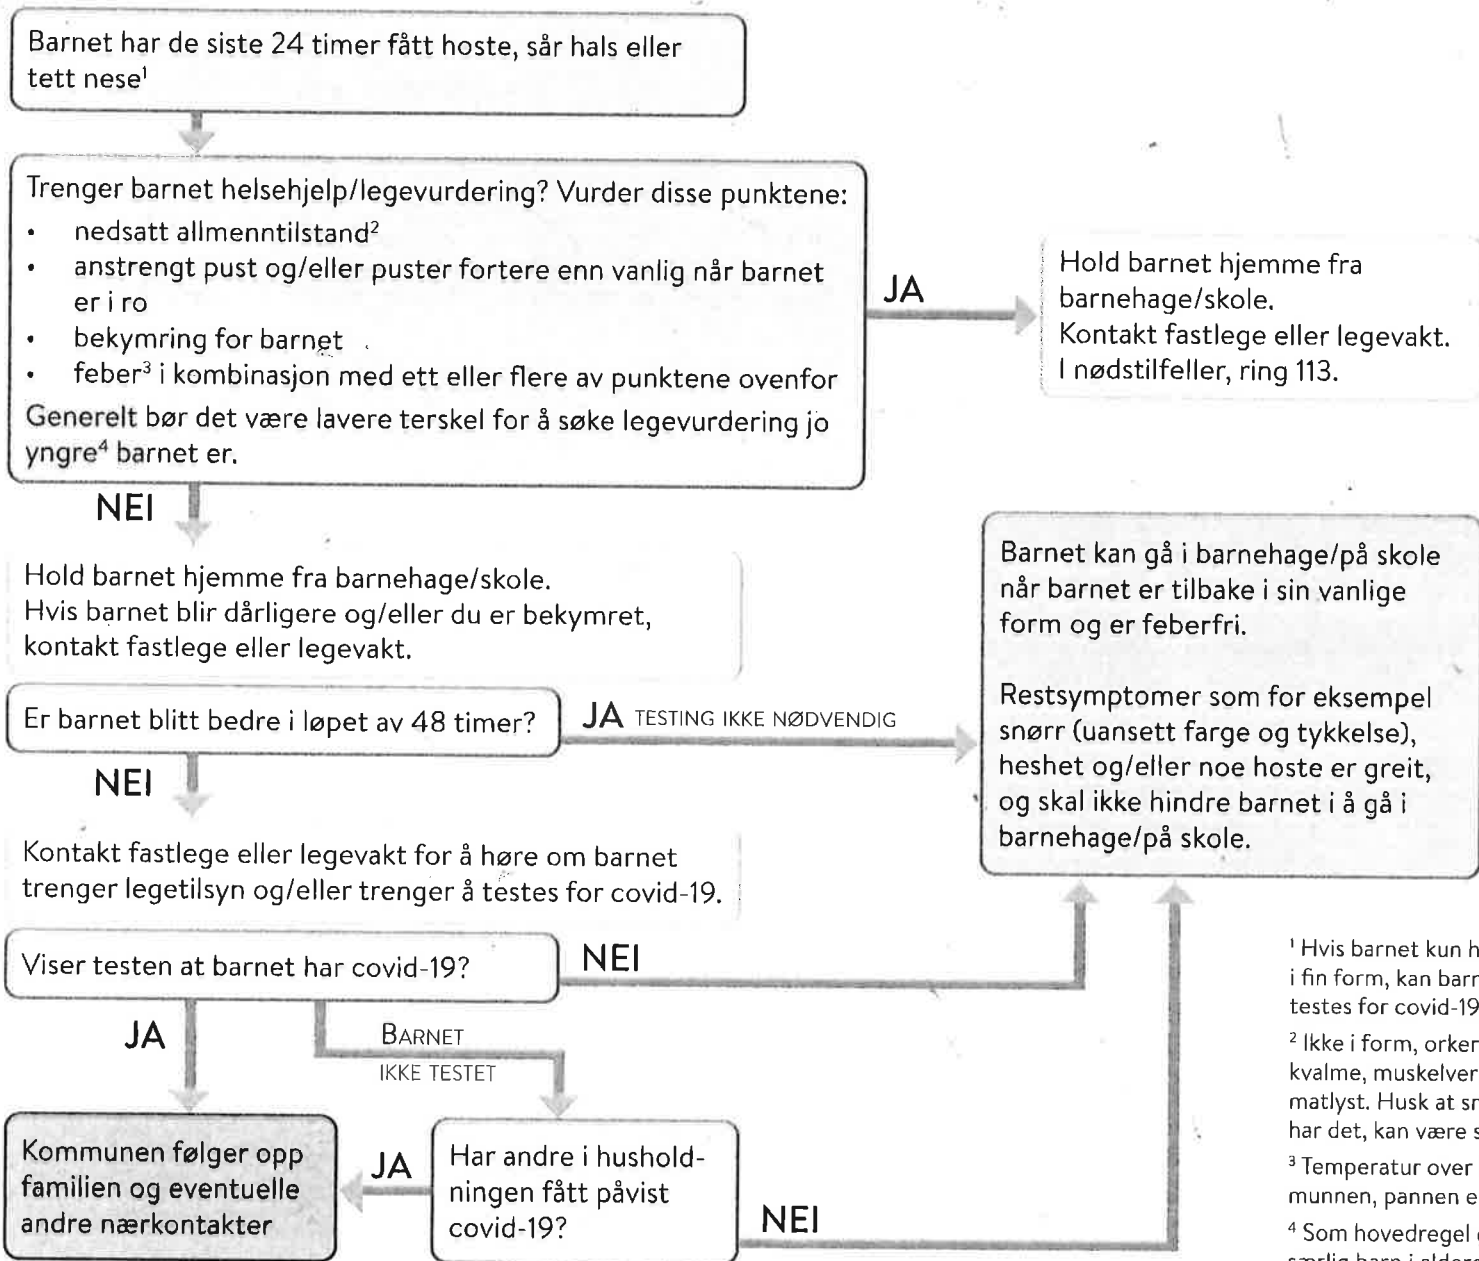 Barnet har de siste 24 timer fått hoste, sår hals eller
tett nese¹
Trenger barnet helsehjelp/legevurdering? Vurder disse punktene:
• nedsatt allmenntilstand²
• anstrengt pust og/eller puster fortere enn vanlig når barnet
er i ro
• bekymring for barnet
• feber³ i kombinasjon med ett eller flere av punktene ovenfor
Generelt bør det være lavere terskel for å søke legevurdering jo
yngre⁴ barnet er.
JA
Hold barnet hjemme fra
barnehage/skole.
Kontakt fastlege eller legevakt.
I nødstilfeller, ring 113.
NEI
Hold barnet hjemme fra barnehage/skole.
Hvis barnet blir dårligere og/eller du er bekymret,
kontakt fastlege eller legevakt.
Er barnet blitt bedre i løpet av 48 timer?
JA TESTING IKKE NØDVENDIG
Barnet kan gå i barnehage/på skole
når barnet er tilbake i sin vanlige
form og er feberfri.
Restsymptomer som for eksempel
snørr (uansett farge og tykkelse),
heshet og/eller noe hoste er greit,
og skal ikke hindre barnet i å gå i
barnehage/på skole.
NEI
Kontakt fastlege eller legevakt for å høre om barnet
trenger legetilsyn og/eller trenger å testes for covid-19.
Viser testen at barnet har covid-19?
NEI
JA
BARNET
IKKE TESTET
Kommunen følger opp
familien og eventuelle
andre nærkontakter
JA
Har andre i hushold-
ningen fått påvist
covid-19?
NEI
¹ Hvis barnet kun h
i fin form, kan barn
testes for covid-19
² Ikke i form, orker
kvalme, muskelver
matlyst. Husk at sm
har det, kan være s
³ Temperatur over
munnen, pannen e
⁴ Som hovedregel